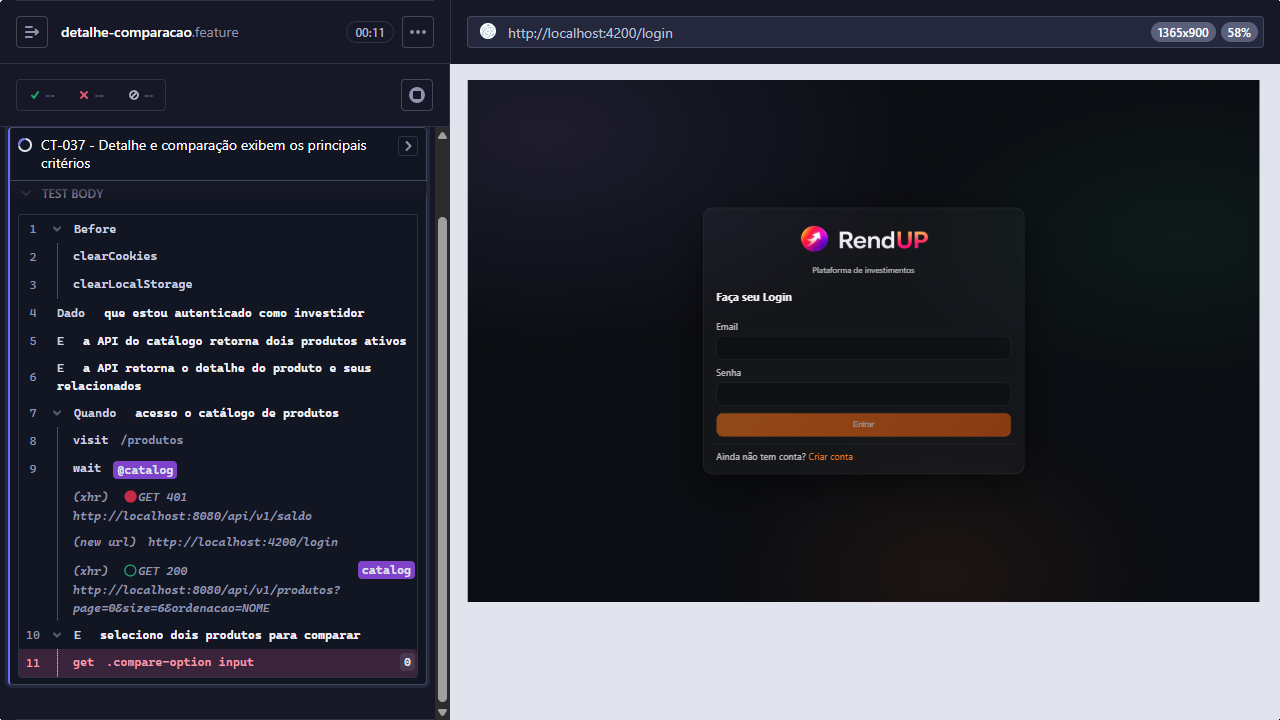 detalhe-comparacao.feature
00:11
http://localhost:4200/login
1365x900
58%
--
--
--
CT-037 - Detalhe e comparação exibem os principais
critérios
TEST BODY
1 Before
2 clearCookies
3 clearLocalStorage
4 Dado que estou autenticado como investidor
5 E a API do catálogo retorna dois produtos ativos
6 E a API retorna o detalhe do produto e seus
relacionados
7 Quando acesso o catálogo de produtos
8 visit /produtos
9 wait @catalog
(xhr) GET 401
http://localhost:8080/api/v1/saldo
(new url) http://localhost:4200/login
(xhr) GET 200 catalog
http://localhost:8080/api/v1/produtos?
page=0&size=6&ordenacao=NOME
10 E seleciono dois produtos para comparar
11 get .compare-option input 0
RendUP
Plataforma de investimentos
Faça seu Login
Email
Senha
Entrar
Ainda não tem conta? Criar conta